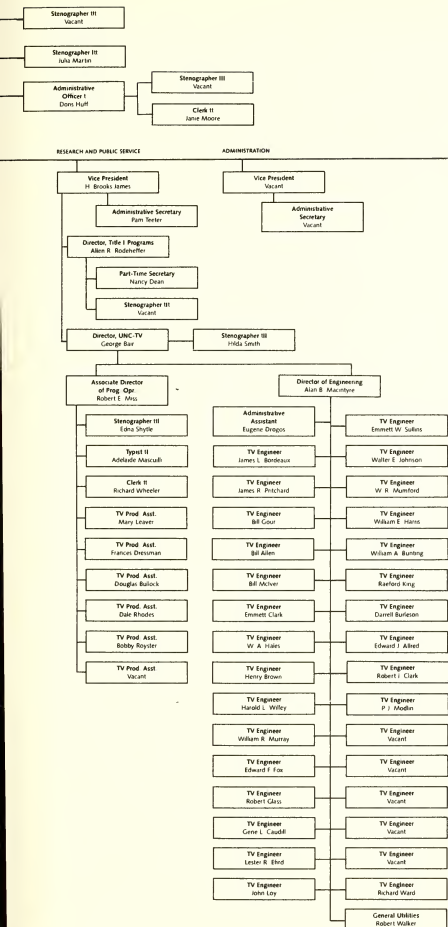 Stenographer III
Vacant
Stenographer III
Julia Martin
Administrative
Officer I
Doris Huff
Stenographer III
Vacant
Clerk II
Janie Moore
RESEARCH AND PUBLIC SERVICE
ADMINISTRATION
Vice President
H Brooks James
Administrative Secretary
Pam Teeter
Vice President
Vacant
Administrative
Secretary
Vacant
Director, Title I Programs
Allen R Rodeheffer
Part-Time Secretary
Nancy Dean
Stenographer III
Vacant
Director, UNC-TV
George Bair
Stenographer III
Hilda Smith
Associate Director
of Prog Opr
Robert E Miss
Stenographer III
Edna Shytle
Typist II
Adelaide Mascuilli
Clerk II
Richard Wheeler
TV Prod Asst.
Mary Leaver
TV Prod Asst.
Frances Dressman
TV Prod Asst.
Douglas Bullock
TV Prod Asst.
Dale Rhodes
TV Prod Asst.
Bobby Royster
TV Prod Asst
Vacant
Director of Engineering
Alan B Macintyre
Administrative
Assistant
Eugene Drogos
TV Engineer
Emmett W Sullins
TV Engineer
James L Bordeaux
TV Engineer
Walter E Johnson
TV Engineer
James R Pritchard
TV Engineer
W R Mumford
TV Engineer
Bill Gour
TV Engineer
William E Harris
TV Engineer
Bill Allen
TV Engineer
William A Bunting
TV Engineer
Bill McIver
TV Engineer
Raeford King
TV Engineer
Emmett Clark
TV Engineer
Darrell Burleson
TV Engineer
W A Hales
TV Engineer
Edward J Allred
TV Engineer
Henry Brown
TV Engineer
Robert I Clark
TV Engineer
Harold L Willey
TV Engineer
P J Modlin
TV Engineer
William R Murray
TV Engineer
Vacant
TV Engineer
Edward F Fox
TV Engineer
Vacant
TV Engineer
Robert Glass
TV Engineer
Vacant
TV Engineer
Gene L Caudill
TV Engineer
Vacant
TV Engineer
Lester R Ehrd
TV Engineer
Vacant
TV Engineer
John Loy
TV Engineer
Richard Ward
General Utilities
Robert Walker